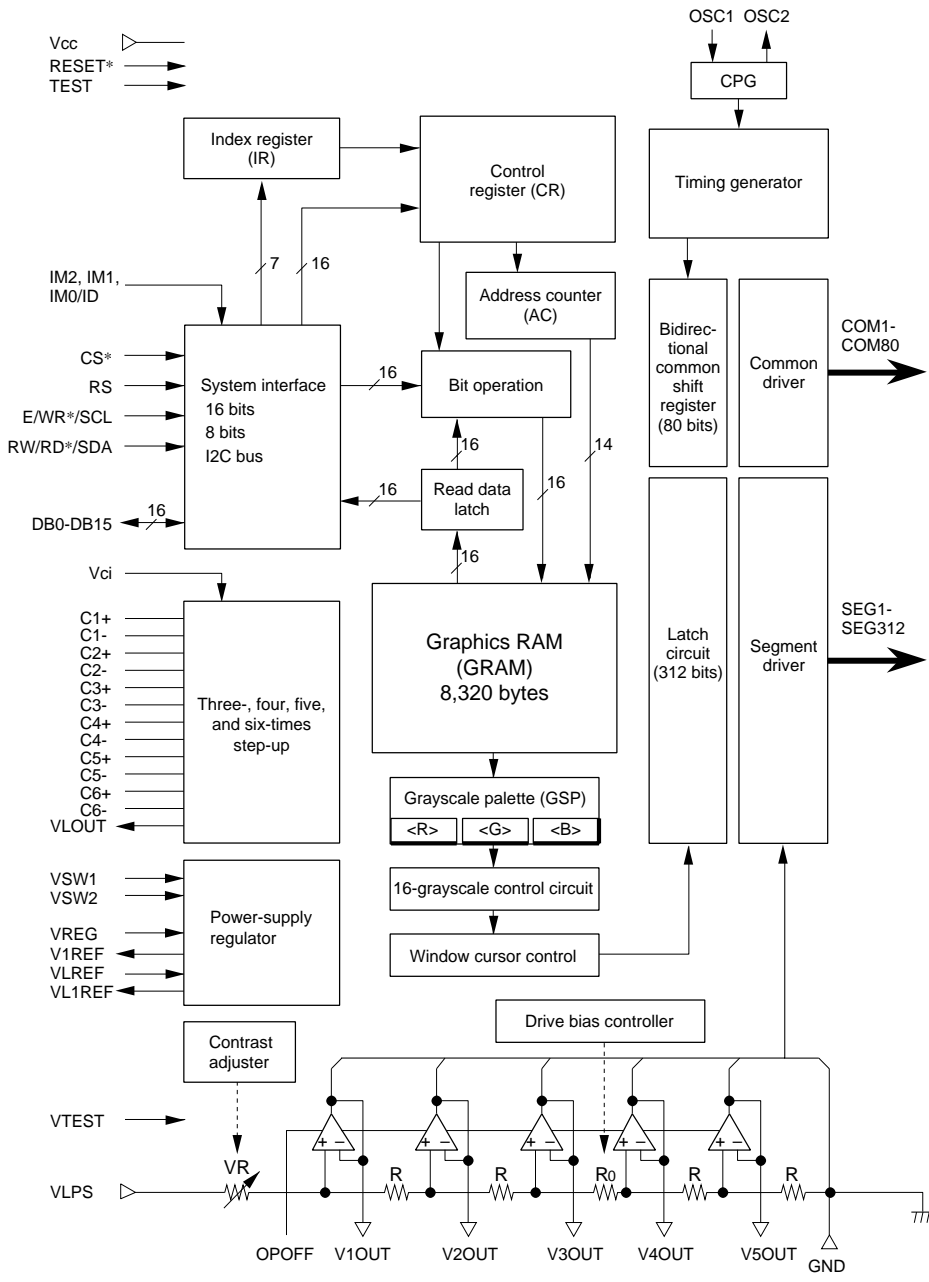 OSC1 OSC2
Vcc
RESET*
TEST
CPG
Index register
(IR)
Control
register (CR)
Timing generator
7
16
IM2, IM1,
IM0/ID
Address counter
(AC)
Bidirec-
tional
common
shift
register
(80 bits)
Common
driver
COM1-
COM80
CS*
RS
E/WR*/SCL
RW/RD*/SDA
DB0-DB15
16
System interface
16 bits
8 bits
I2C bus
16
Bit operation
16
14
16
Read data
latch
16
16
Vci
C1+
C1-
C2+
C2-
C3+
C3-
C4+
C4-
C5+
C5-
C6+
C6-
VLOUT
Three-, four, five,
and six-times
step-up
Graphics RAM
(GRAM)
8,320 bytes
Latch
circuit
(312 bits)
Segment
driver
SEG1-
SEG312
Grayscale palette (GSP)
<R> <G> <B>
16-grayscale control circuit
Window cursor control
VSW1
VSW2
VREG
V1REF
VLREF
VL1REF
Power-supply
regulator
Contrast
adjuster
Drive bias controller
VTEST
+ −
+ −
+ −
+ −
+ −
VR
R R R0 R R
VLPS
OPOFF V1OUT V2OUT V3OUT V4OUT V5OUT GND